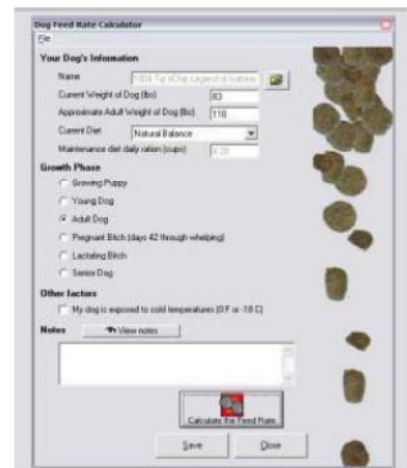 Dog Feed Rate Calculator
File
Your Dog's Information
Name
Current Weight of Dog (lbs) 83
Approximate Adult Weight of Dog (lbs) 110
Current Diet Natural Balance
Maintenance diet daily ration (cups)
Growth Phase
Growing Puppy
Young Dog
Adult Dog
Pregnant Bitch (days 42 through whelping)
Lactating Bitch
Senior Dog
Other factors
My dog is exposed to cold temperatures (0 F or -18 C)
Notes View notes
Calculate the Feed Rate
Save Close